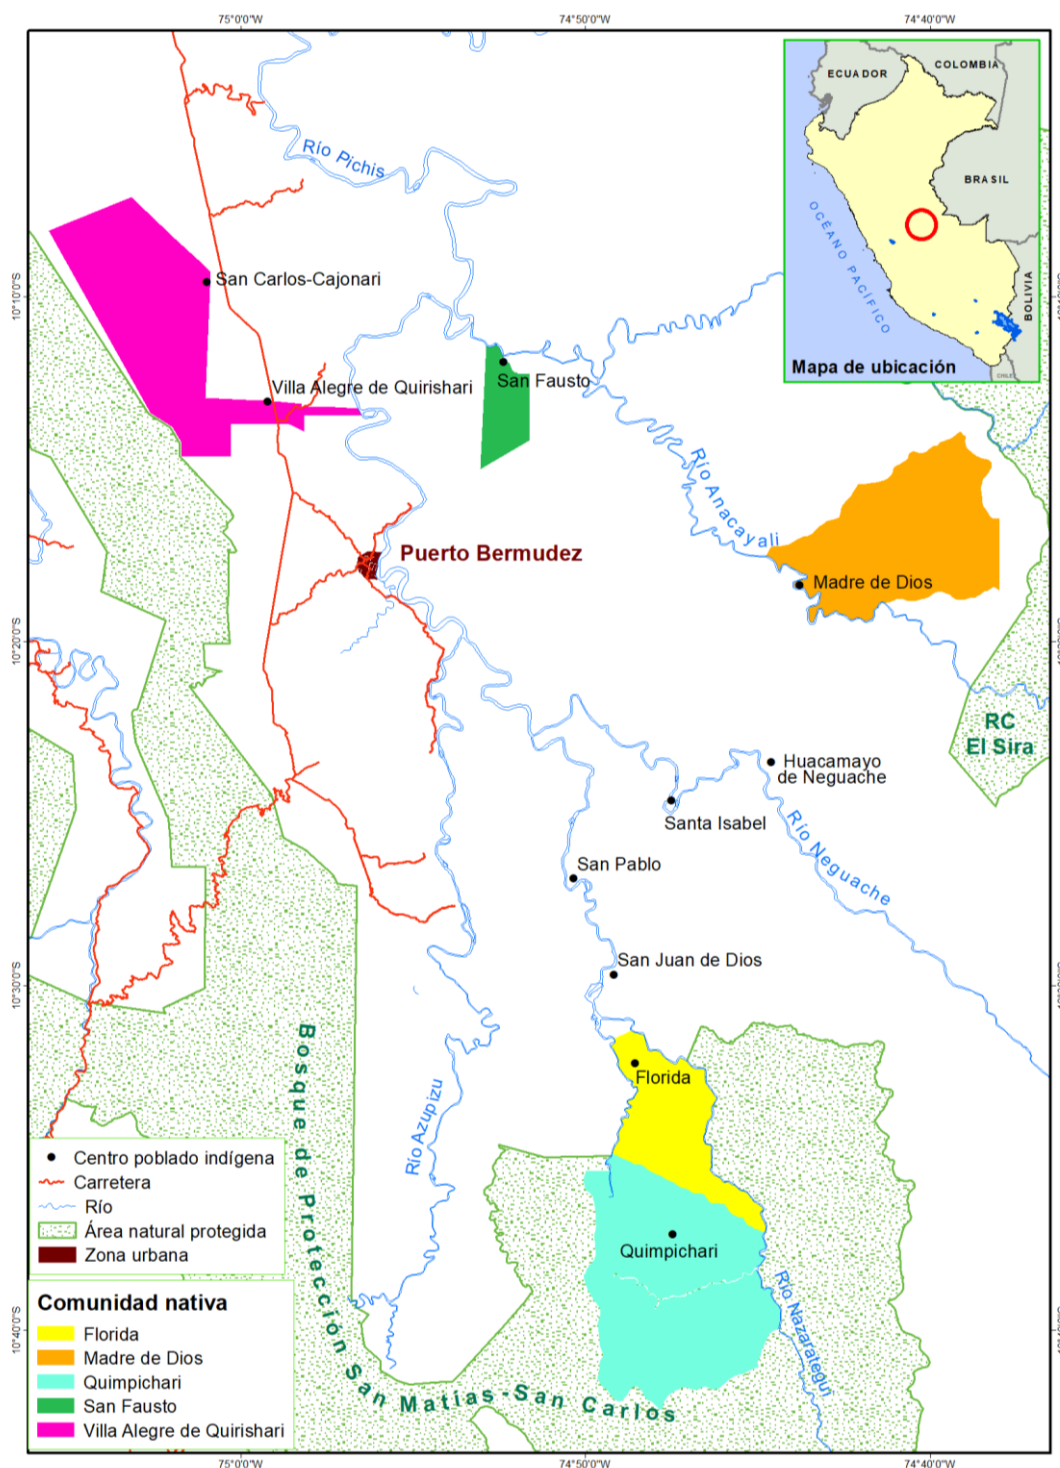 75°0'0"W
74°50'0"W
74°40'0"W
ECUADOR
COLOMBIA
BRASIL
OCÉANO PACÍFICO
BOLIVIA
CHILE
Mapa de ubicación
Río Pichis
San Carlos-Cajonari
10°10'0"S
Villa Alegre de Quirishari
San Fausto
Río Anacayali
Puerto Bermudez
Madre de Dios
10°20'0"S
RC
El Sira
Huacamayo
de Neguache
Santa Isabel
Río Neguache
San Pablo
San Juan de Dios
10°30'0"S
Bosque de Protección San Matías-San Carlos
Florida
Río Azupizu
Quimpichari
Río Nazarategui
Centro poblado indígena
Carretera
Río
Área natural protegida
Zona urbana
Comunidad nativa
Florida
Madre de Dios
Quimpichari
San Fausto
Villa Alegre de Quirishari
10°40'0"S
75°0'0"W
74°50'0"W
74°40'0"W